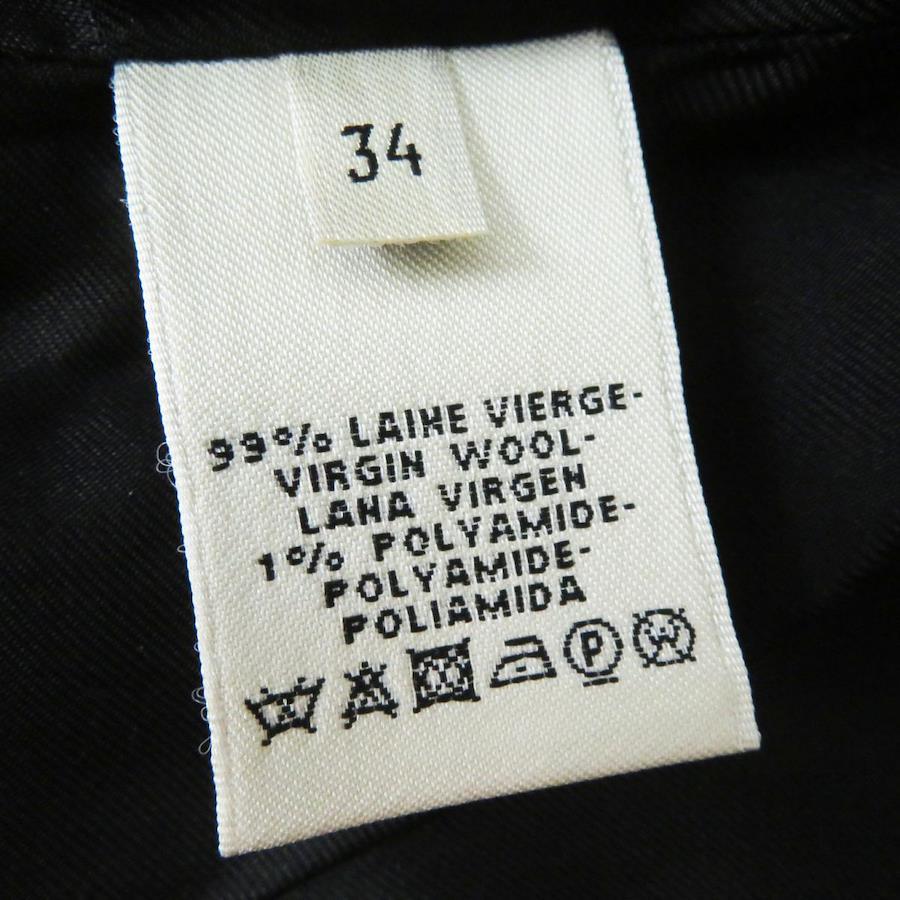 34
99% LAINE VIERGE-
VIRGIN WOOL-
LANA VIRGEN
1% POLYAMIDE-
POLYAMIDE-
POLIAMIDA
P W